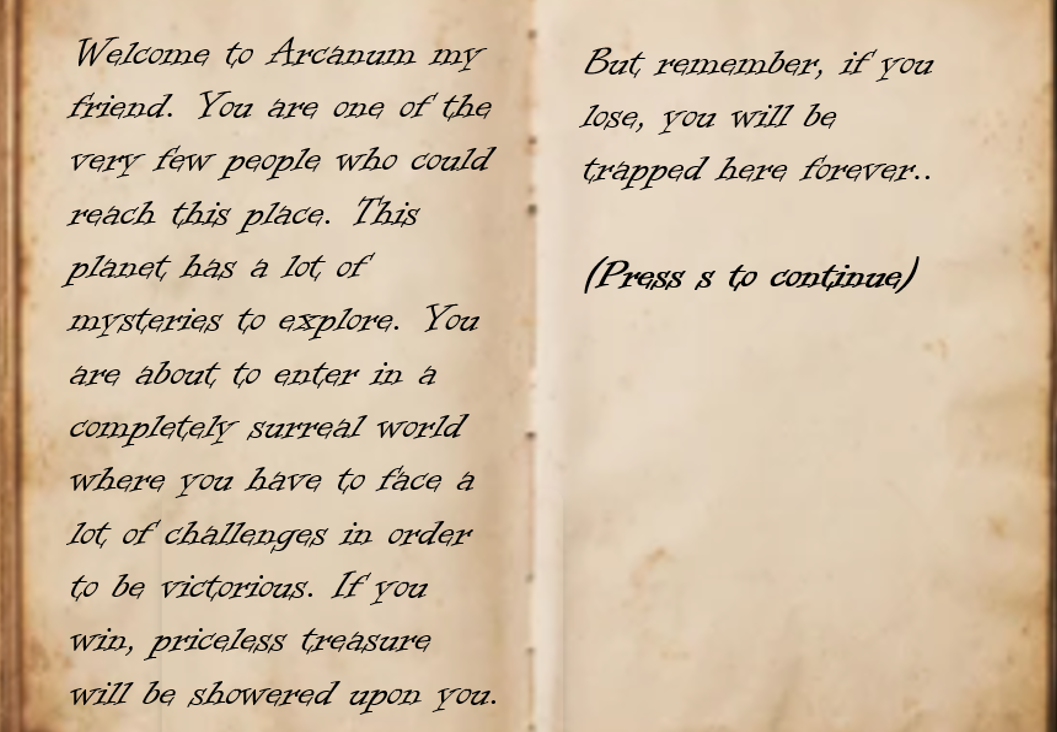 Welcome to Arcanum my
friend. You are one of the
very few people who could
reach this place. This
planet has a lot of
mysteries to explore. You
are about to enter in a
completely surreal world
where you have to face a
lot of challenges in order
to be victorious. If you
win, priceless treasure
will be showered upon you.
But remember, if you
lose, you will be
trapped here forever..
(Press s to continue)